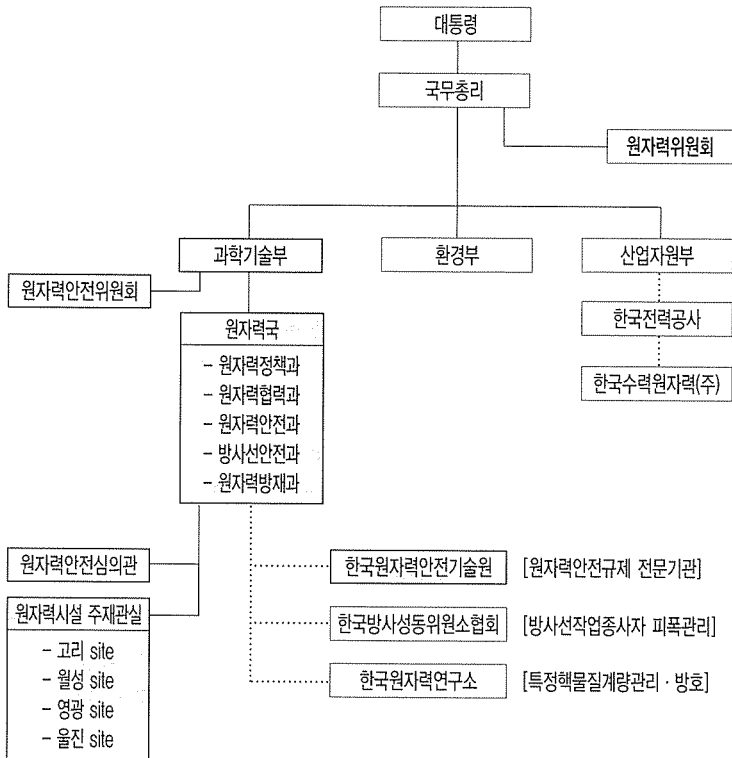 대통령
국무총리
원자력위원회
과학기술부
환경부
산업자원부
원자력안전위원회
한국전력공사
원자력국
- 원자력정책과
- 원자력협력과
- 원자력안전과
- 방사선안전과
- 원자력방재과
한국수력원자력(주)
원자력안전심의관
한국원자력안전기술원 [원자력안전규제 전문기관]
원자력시설 주재관실
- 고리 site
- 월성 site
- 영광 site
- 울진 site
한국방사성동위원소협회 [방사선작업종사자 피폭관리]
한국원자력연구소 [특정핵물질계량관리 · 방호]